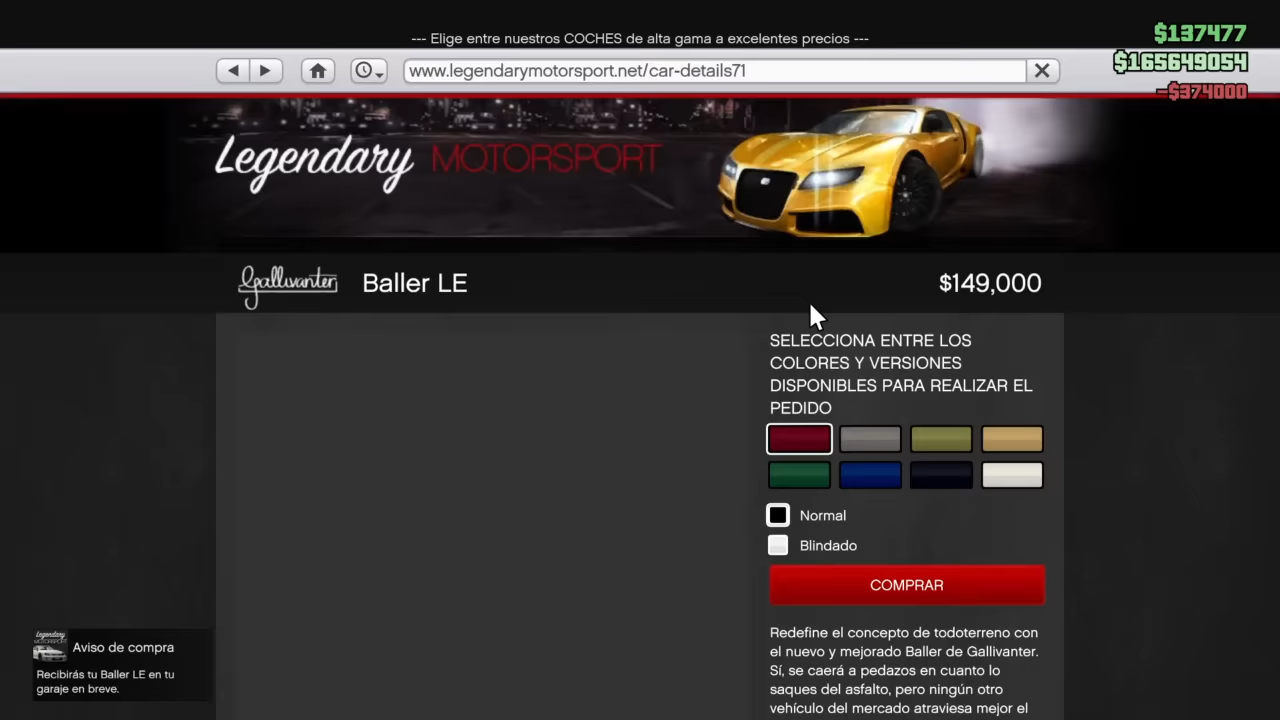 --- Elige entre nuestros COCHES de alta gama a excelentes precios ---
$137477
www.legendarymotorsport.net/car-details71
$165649054
-$374000
Legendary MOTORSPORT
Gallivanter
Baller LE
$149,000
SELECCIONA ENTRE LOS
COLORES Y VERSIONES
DISPONIBLES PARA REALIZAR EL
PEDIDO
Normal
Blindado
COMPRAR
Redefine el concepto de todoterreno con
el nuevo y mejorado Baller de Gallivanter.
Sí, se caerá a pedazos en cuanto lo
saques del asfalto, pero ningún otro
vehículo del mercado atraviesa mejor el
Legendary
MOTORSPORT
Aviso de compra
Recibirás tu Baller LE en tu
garaje en breve.